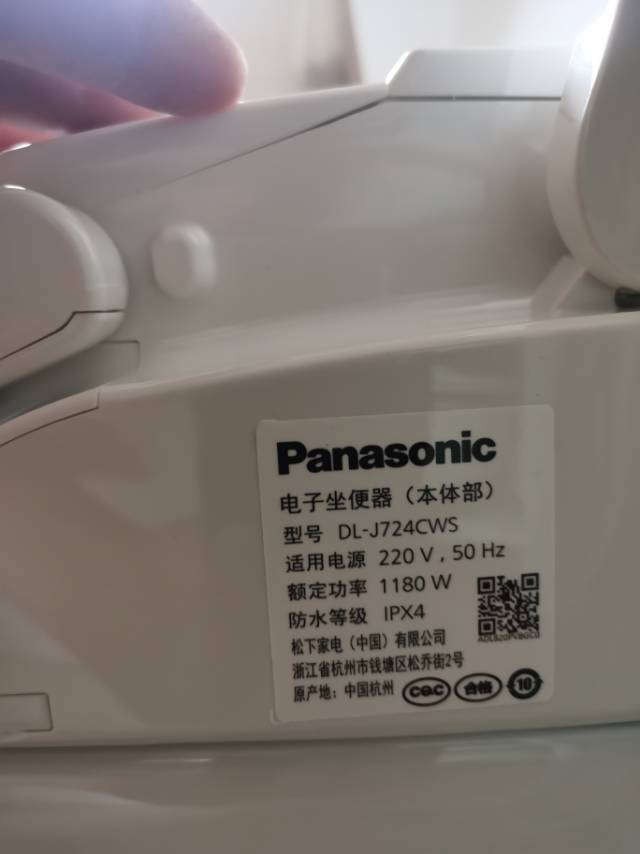 Panasonic
电子坐便器（本体部）
型号 DL-J724CWS
适用电源 220 V , 50 Hz
额定功率 1180 W
防水等级 IPX4
松下家电（中国）有限公司
浙江省杭州市钱塘区松乔街2号
原产地：中国杭州
CQC
合格
10